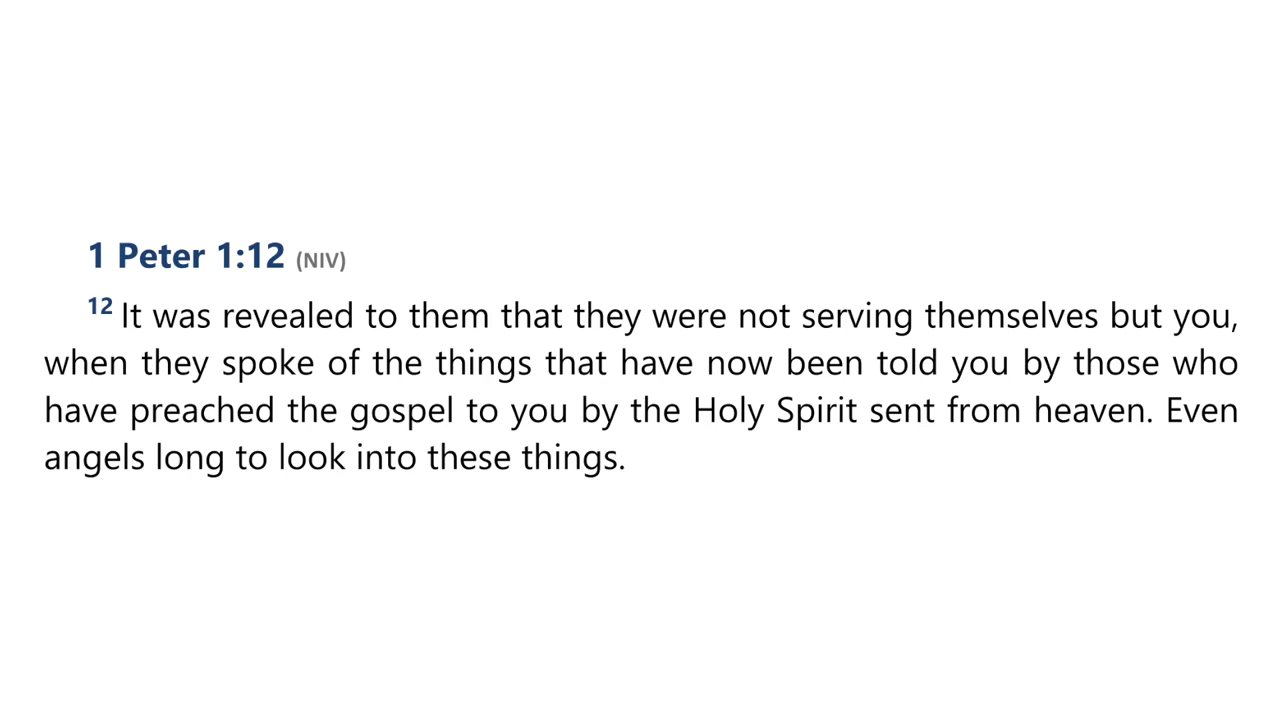 1 Peter 1:12 (NIV)
12 It was revealed to them that they were not serving themselves but you,
when they spoke of the things that have now been told you by those who
have preached the gospel to you by the Holy Spirit sent from heaven. Even
angels long to look into these things.